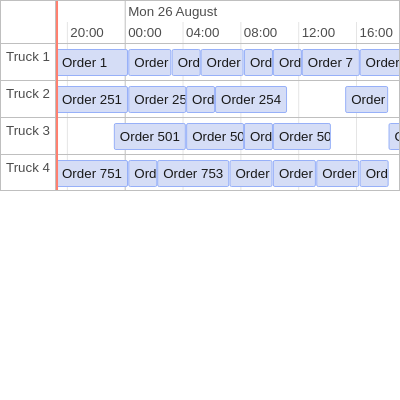 Mon 26 August
20:00 00:00 04:00 08:00 12:00 16:00
Truck 1 Order 1 Order Ord Order Ord Ord Order 7 Order
Truck 2 Order 251 Order 25 Ord Order 254 Order
Truck 3 Order 501 Order 50 Ord Order 50
Truck 4 Order 751 Ord Order 753 Order Order Order Ord